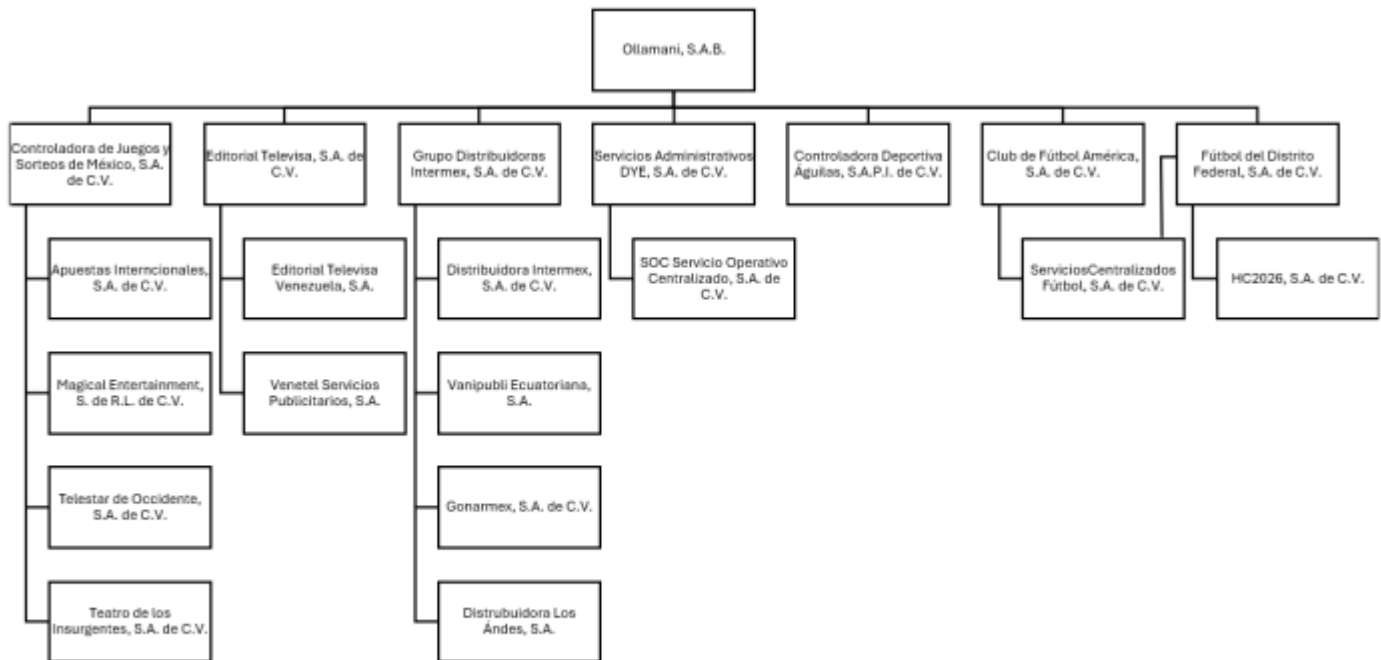 Ollamani, S.A.B.
Controladora de Juegos y
Sorteos de México, S.A.
de C.V.
Editorial Televisa, S.A. de
C.V.
Grupo Distribuidoras
Intermex, S.A. de C.V.
Servicios Administrativos
DYE, S.A. de C.V.
Controladora Deportiva
Águilas, S.A.P.I. de C.V.
Club de Fútbol América,
S.A. de C.V.
Fútbol del Distrito
Federal, S.A. de C.V.
Apuestas Interncionales,
S.A. de C.V.
Editorial Televisa
Venezuela, S.A.
Distribuidora Intermex,
S.A. de C.V.
SOC Servicio Operativo
Centralizado, S.A. de
C.V.
ServiciosCentralizados
Fútbol, S.A. de C.V.
HC2026, S.A. de C.V.
Magical Entertainment,
S. de R.L. de C.V.
Venetel Servicios
Publicitarios, S.A.
Vanipubli Ecuatoriana,
S.A.
Telestar de Occidente,
S.A. de C.V.
Gonarmex, S.A. de C.V.
Teatro de los
Insurgentes, S.A. de C.V.
Distrubuidora Los
Ándes, S.A.